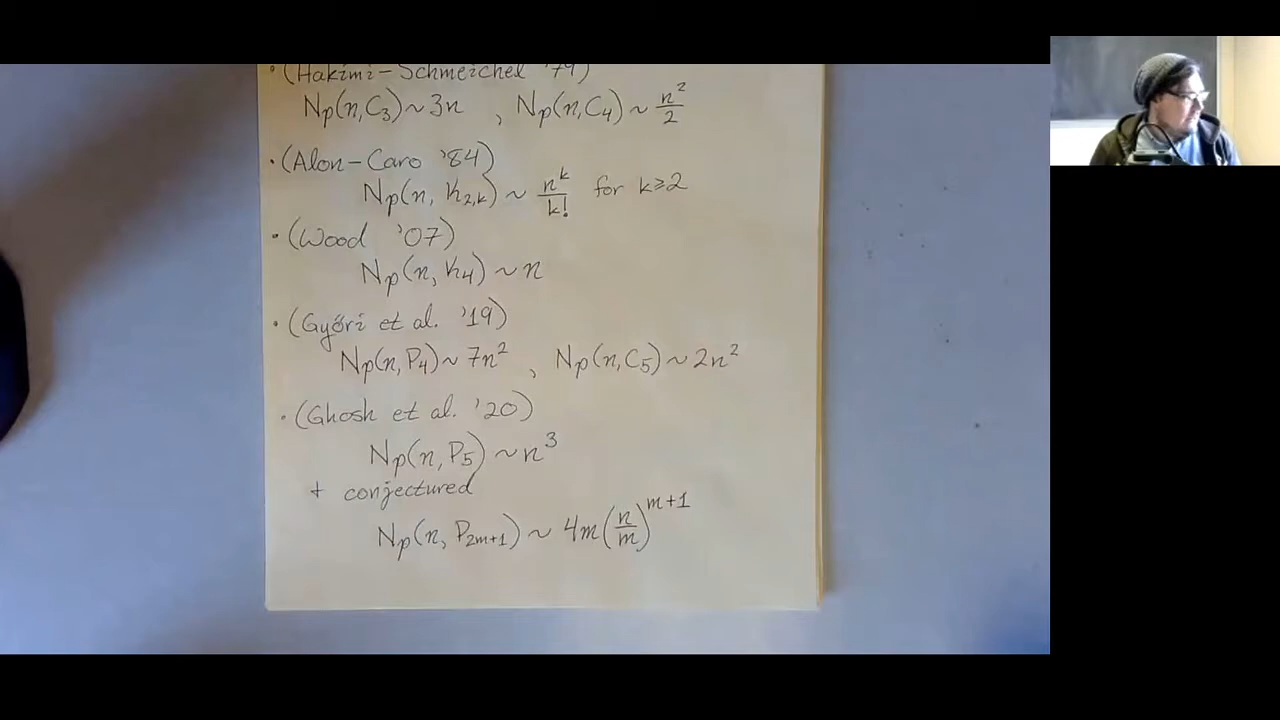 • (Hakimi-Schmeichel '79)
Nₚ(n,C₃) ~ 3n , Nₚ(n,C₄) ~ n²/2
• (Alon-Caro '84)
Nₚ(n, K₂,ₖ) ~ nᵏ/k! for k≥2
• (Wood '07)
Nₚ(n, K₄) ~ n
• (Győri et al. '19)
Nₚ(n,P₄) ~ 7n² , Nₚ(n,C₅) ~ 2n²
• (Ghosh et al. '20)
Nₚ(n,P₅) ~ n³
+ conjectured
Nₚ(n, P₂ₘ₊₁) ~ 4m(n/m)ᵐ⁺¹